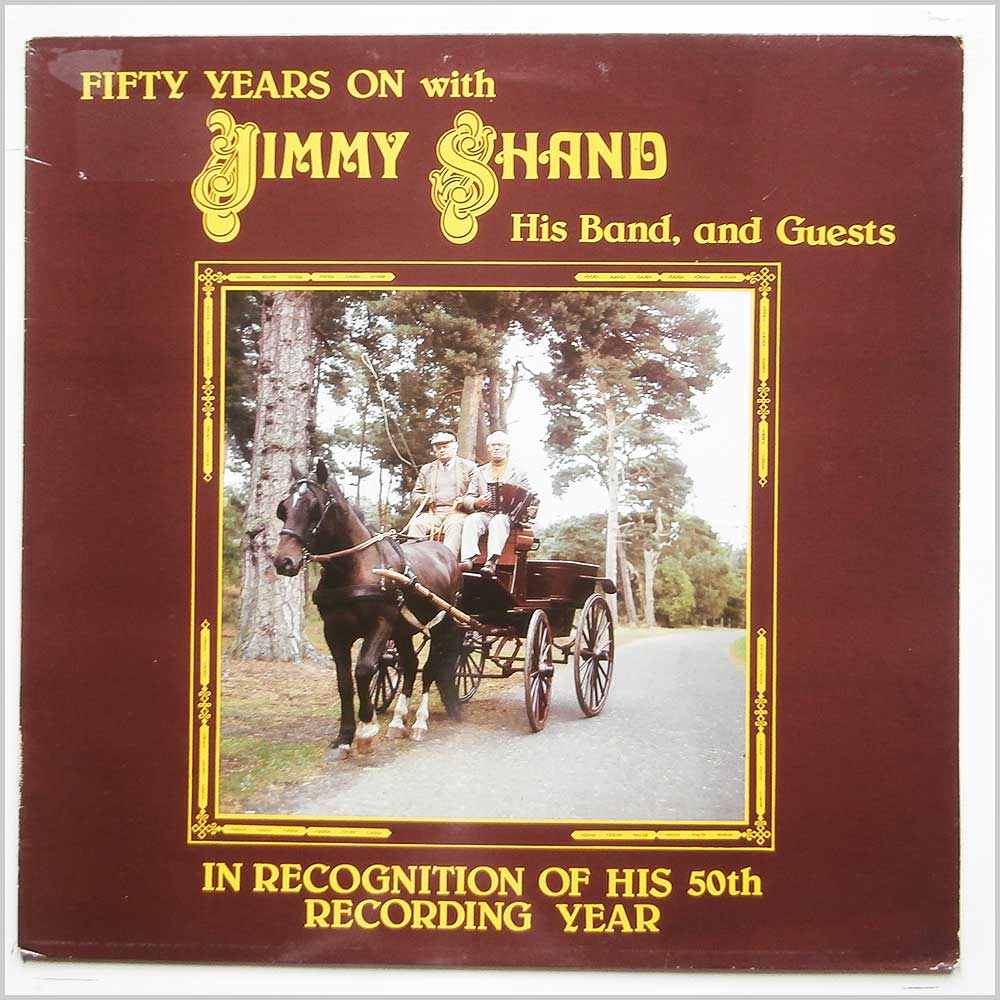 FIFTY YEARS ON with
JIMMY SHAND
His Band, and Guests
IN RECOGNITION OF HIS 50th
RECORDING YEAR